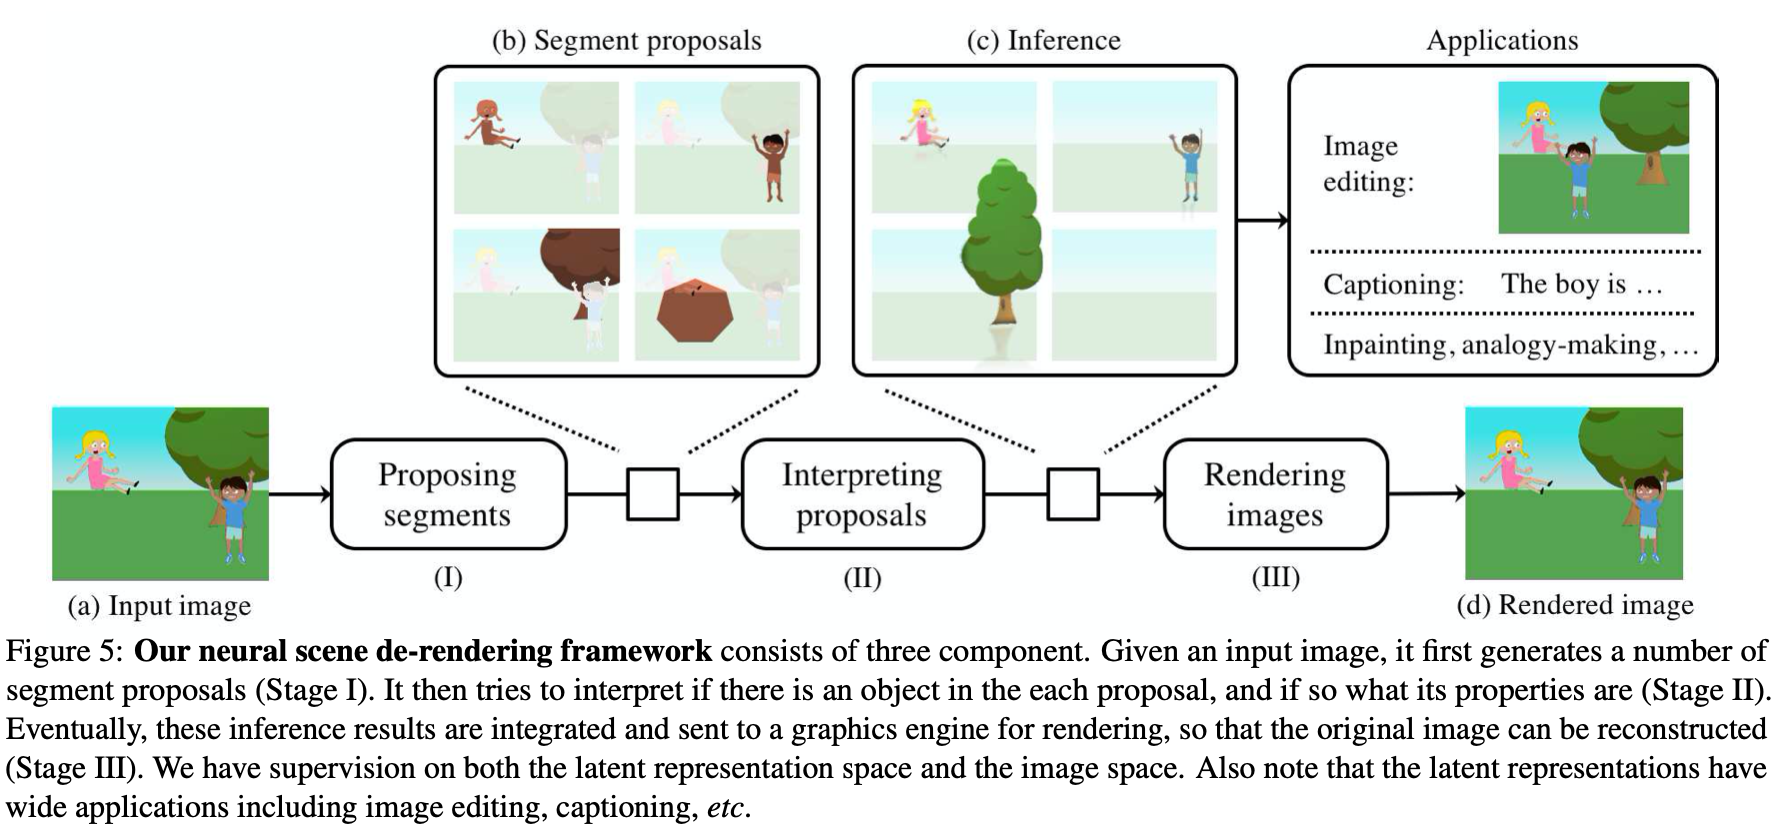 (b) Segment proposals
(c) Inference
Applications
Image
editing:
Captioning: The boy is …
Inpainting, analogy-making, …
Proposing
segments
Interpreting
proposals
Rendering
images
(I)
(II)
(III)
(a) Input image
(d) Rendered image
Figure 5: Our neural scene de-rendering framework consists of three component. Given an input image, it first generates a number of
segment proposals (Stage I). It then tries to interpret if there is an object in the each proposal, and if so what its properties are (Stage II).
Eventually, these inference results are integrated and sent to a graphics engine for rendering, so that the original image can be reconstructed
(Stage III). We have supervision on both the latent representation space and the image space. Also note that the latent representations have
wide applications including image editing, captioning, etc.